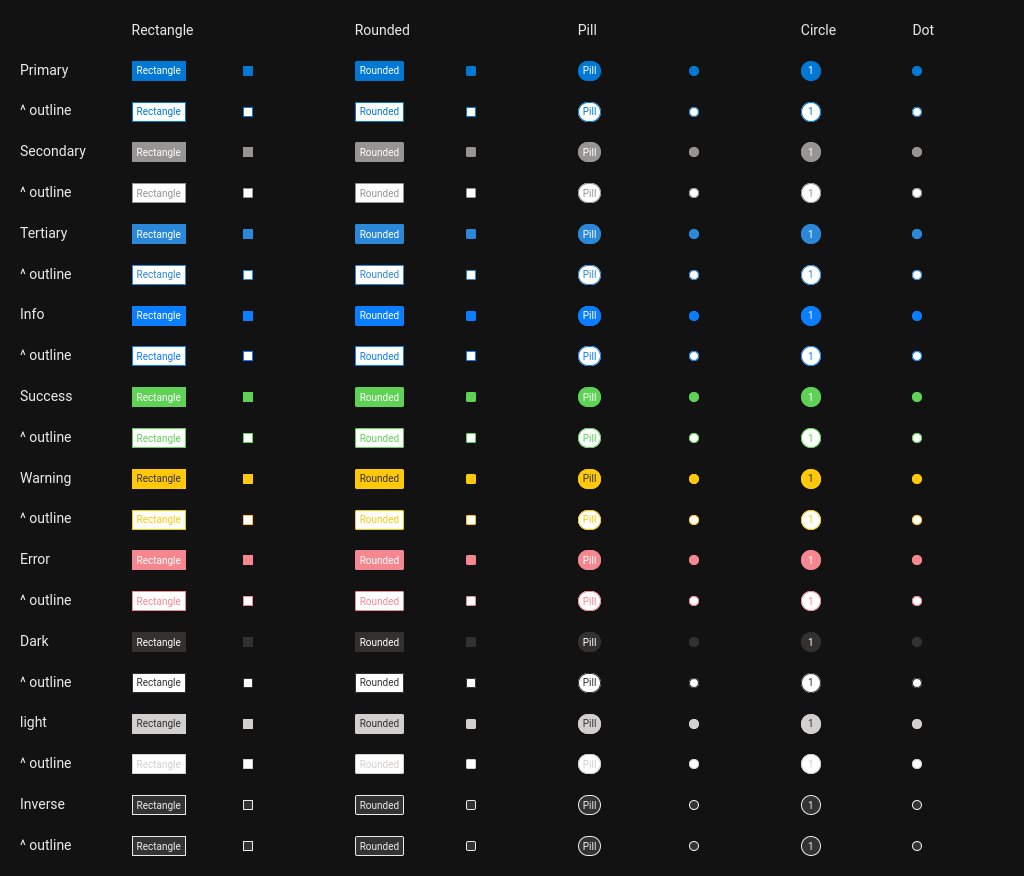 Rectangle Rounded Pill Circle Dot
Primary Rectangle Rounded Pill 1
^ outline Rectangle Rounded Pill 1
Secondary Rectangle Rounded Pill 1
^ outline Rectangle Rounded Pill 1
Tertiary Rectangle Rounded Pill 1
^ outline Rectangle Rounded Pill 1
Info Rectangle Rounded Pill 1
^ outline Rectangle Rounded Pill 1
Success Rectangle Rounded Pill 1
^ outline Rectangle Rounded Pill 1
Warning Rectangle Rounded Pill 1
^ outline Rectangle Rounded Pill 1
Error Rectangle Rounded Pill 1
^ outline Rectangle Rounded Pill 1
Dark Rectangle Rounded Pill 1
^ outline Rectangle Rounded Pill 1
light Rectangle Rounded Pill 1
^ outline Rectangle Rounded Pill 1
Inverse Rectangle Rounded Pill 1
^ outline Rectangle Rounded Pill 1